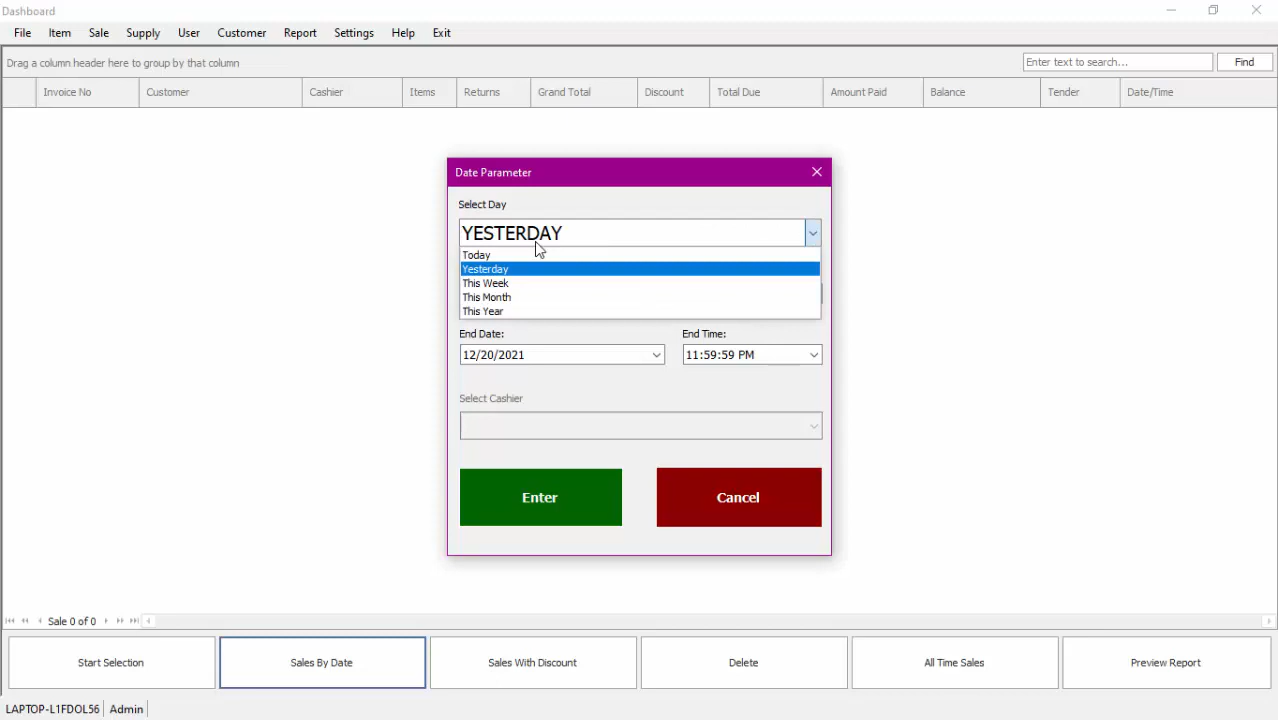 Dashboard
File Item Sale Supply User Customer Report Settings Help Exit
Drag a column header here to group by that column
Enter text to search...
Find
Invoice No Customer Cashier Items Returns Grand Total Discount Total Due Amount Paid Balance Tender Date/Time
Date Parameter
Select Day
YESTERDAY
Today
Yesterday
This Week
This Month
This Year
End Date: End Time:
12/20/2021 11:59:59 PM
Select Cashier
Enter Cancel
Sale 0 of 0
Start Selection Sales By Date Sales With Discount Delete All Time Sales Preview Report
LAPTOP-L1FDOL56 Admin